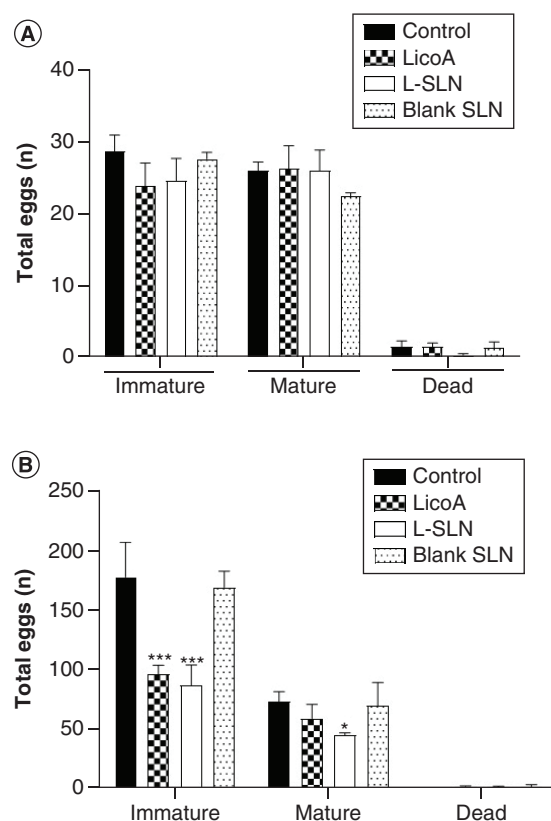 A
Control
LicoA
L-SLN
Blank SLN
Total eggs (n)
40
30
20
10
0
Immature Mature Dead
B
Control
LicoA
L-SLN
Blank SLN
Total eggs (n)
250
200
150
100
50
0
*** ***
*
Immature Mature Dead